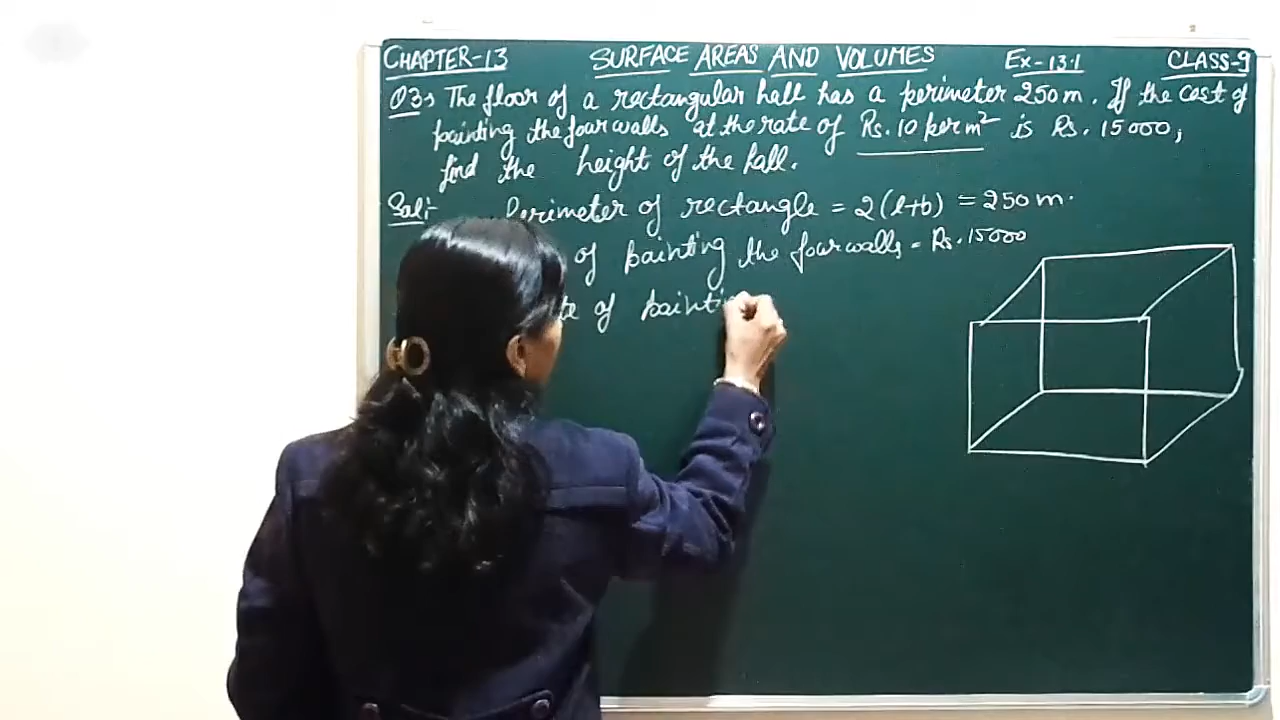 CHAPTER-13 SURFACE AREAS AND VOLUMES Ex-13.1 CLASS-9
Q3: The floor of a rectangular hall has a perimeter 250m. If the cost of
painting the four walls at the rate of Rs. 10 per m² is Rs. 15000,
find the height of the hall.
Sol:- Perimeter of rectangle = 2(l+b) = 250 m.
of painting the four walls = Rs. 15000
te of painti